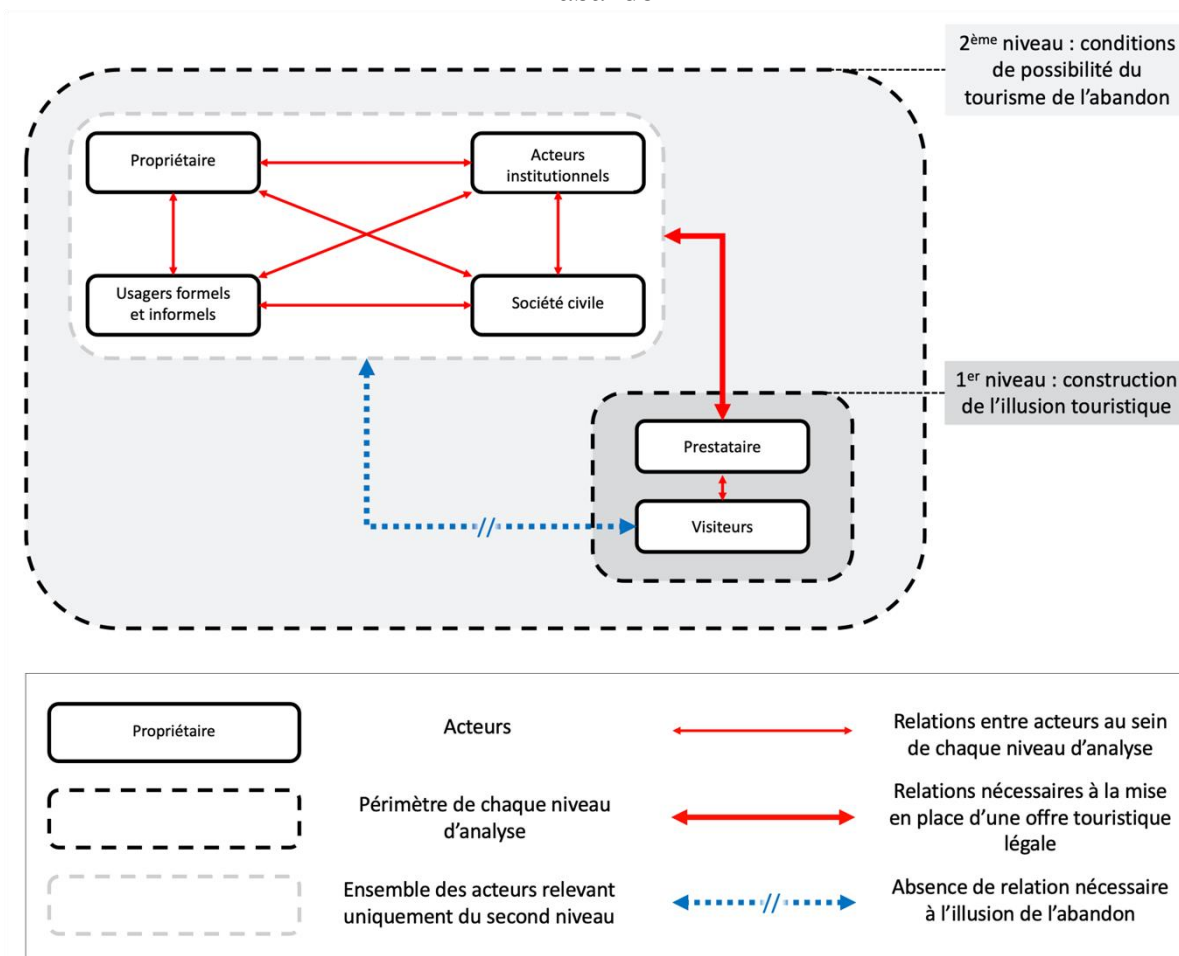 2ème niveau : conditions
de possibilité du
tourisme de l’abandon
Propriétaire
Acteurs
institutionnels
Usagers formels
et informels
Société civile
1er niveau : construction
de l’illusion touristique
Prestataire
Visiteurs
//
Propriétaire
Acteurs
Relations entre acteurs au sein
de chaque niveau d’analyse
Périmètre de chaque niveau
d’analyse
Relations nécessaires à la mise
en place d’une offre touristique
légale
Ensemble des acteurs relevant
uniquement du second niveau
//
Absence de relation nécessaire
à l’illusion de l’abandon